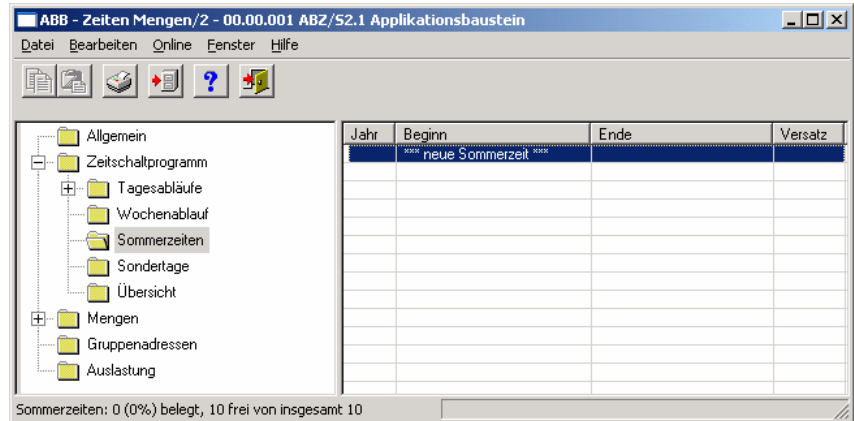 ABB - Zeiten Mengen/2 - 00.00.001 ABZ/S2.1 Applikationsbaustein
Datei Bearbeiten Online Fenster Hilfe
Allgemein
Zeitschaltprogramm
Tagesabläufe
Wochenablauf
Sommerzeiten
Sondertage
Übersicht
Mengen
Gruppenadressen
Auslastung
Jahr Beginn Ende Versatz
*** neue Sommerzeit ***
Sommerzeiten: 0 (0%) belegt, 10 frei von insgesamt 10